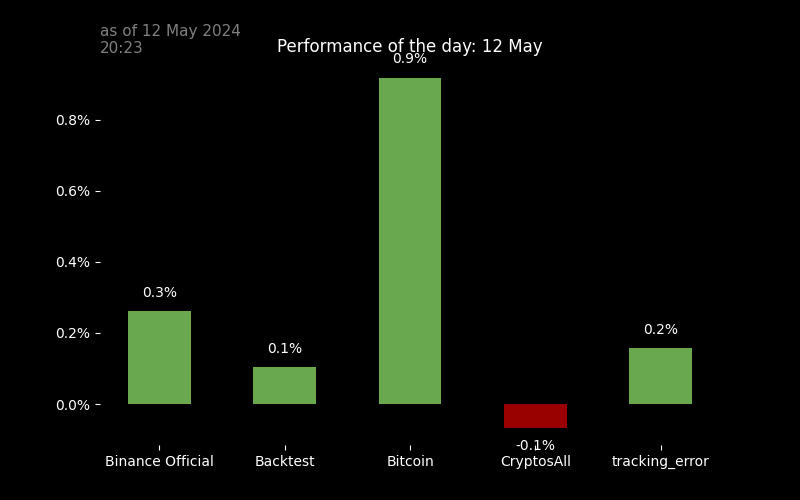 as of 12 May 2024
20:23
Performance of the day: 12 May
0.9%
0.8%
0.6%
0.4%
0.3%
0.2%
0.2%
0.1%
0.0%
-0.1%
Binance Official
Backtest
Bitcoin
CryptosAll
tracking_error